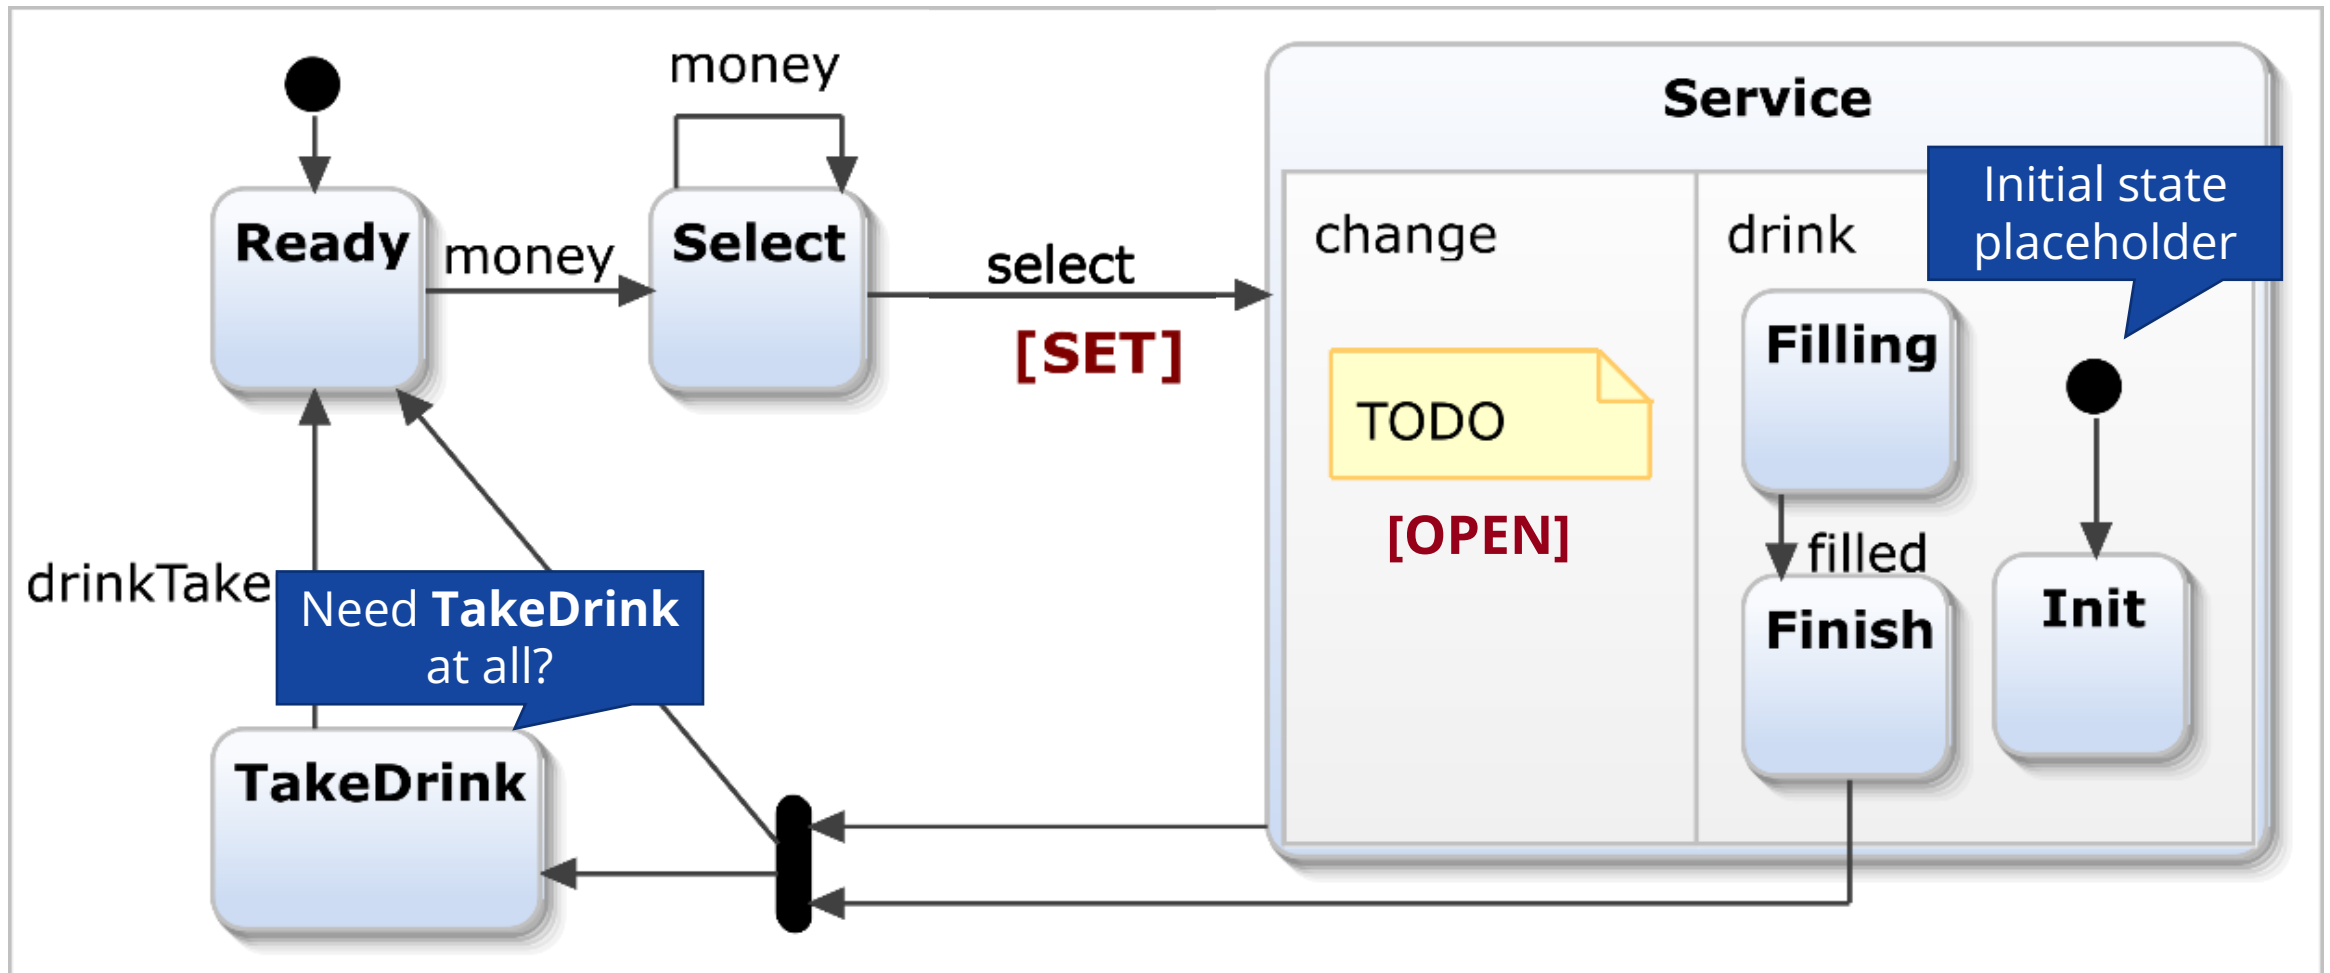 money
Service
Initial state
placeholder
Ready
money
Select
select
[SET]
change
drink
Filling
TODO
[OPEN]
filled
drinkTake
Need TakeDrink
at all?
Finish
Init
TakeDrink